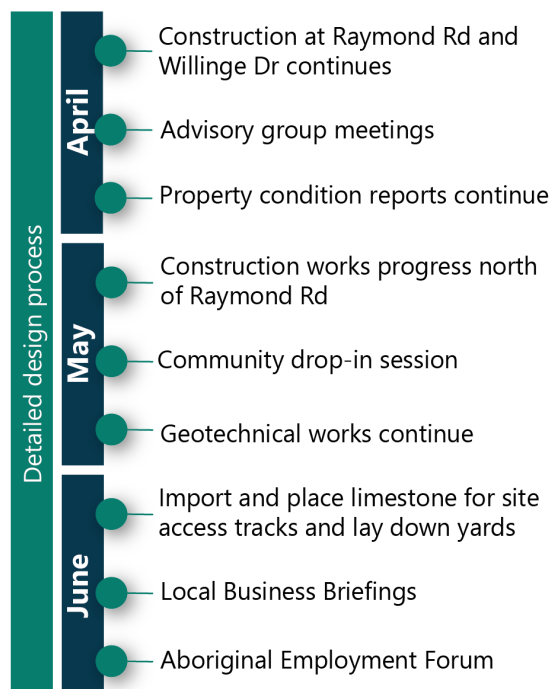 Detailed design process
April
Construction at Raymond Rd and
Willinge Dr continues
Advisory group meetings
Property condition reports continue
May
Construction works progress north
of Raymond Rd
Community drop-in session
Geotechnical works continue
June
Import and place limestone for site
access tracks and lay down yards
Local Business Briefings
Aboriginal Employment Forum